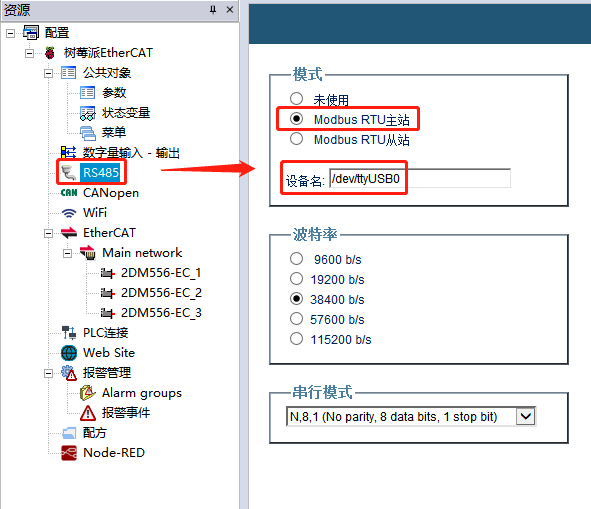 资源
配置
树莓派EtherCAT
公共对象
参数
状态变量
菜单
数字量输入 - 输出
RS485
CANopen
WiFi
EtherCAT
Main network
2DM556-EC_1
2DM556-EC_2
2DM556-EC_3
PLC连接
Web Site
报警管理
Alarm groups
报警事件
配方
Node-RED
模式
未使用
Modbus RTU主站
Modbus RTU从站
设备名: /dev/ttyUSB0
波特率
9600 b/s
19200 b/s
38400 b/s
57600 b/s
115200 b/s
串行模式
N,8,1 (No parity, 8 data bits, 1 stop bit)